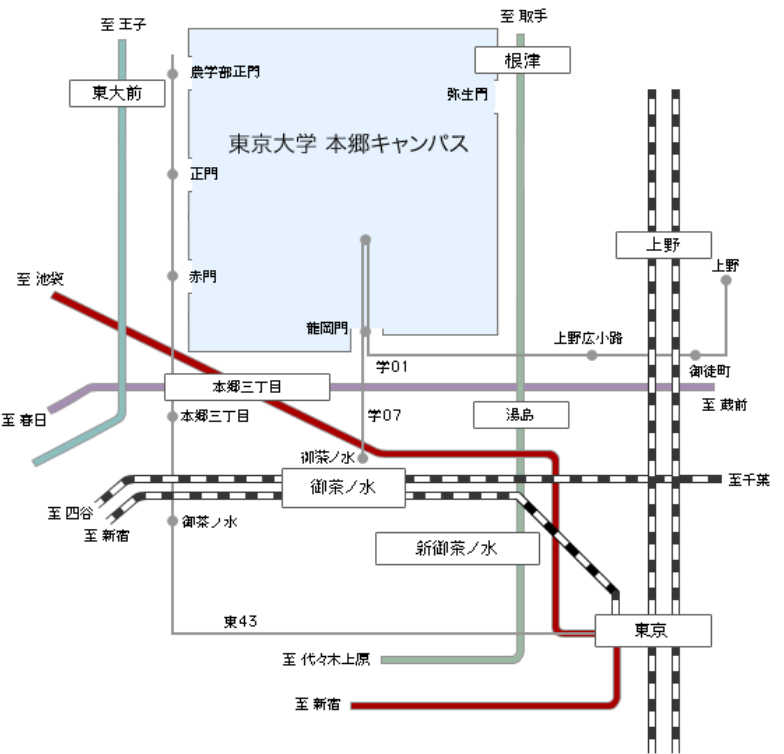 至 取手
至 王子
根津
農学部正門
東大前
弥生門
東京大学 本郷キャンパス
正門
上野
上野
至 池袋
赤門
龍岡門
上野広小路
学01
御徒町
本郷三丁目
至 蔵前
至 春日
本郷三丁目
学07
湯島
御茶ノ水
至千葉
御茶ノ水
至 四谷
御茶ノ水
至 新宿
新御茶ノ水
東43
東京
至 代々木上原
至 新宿